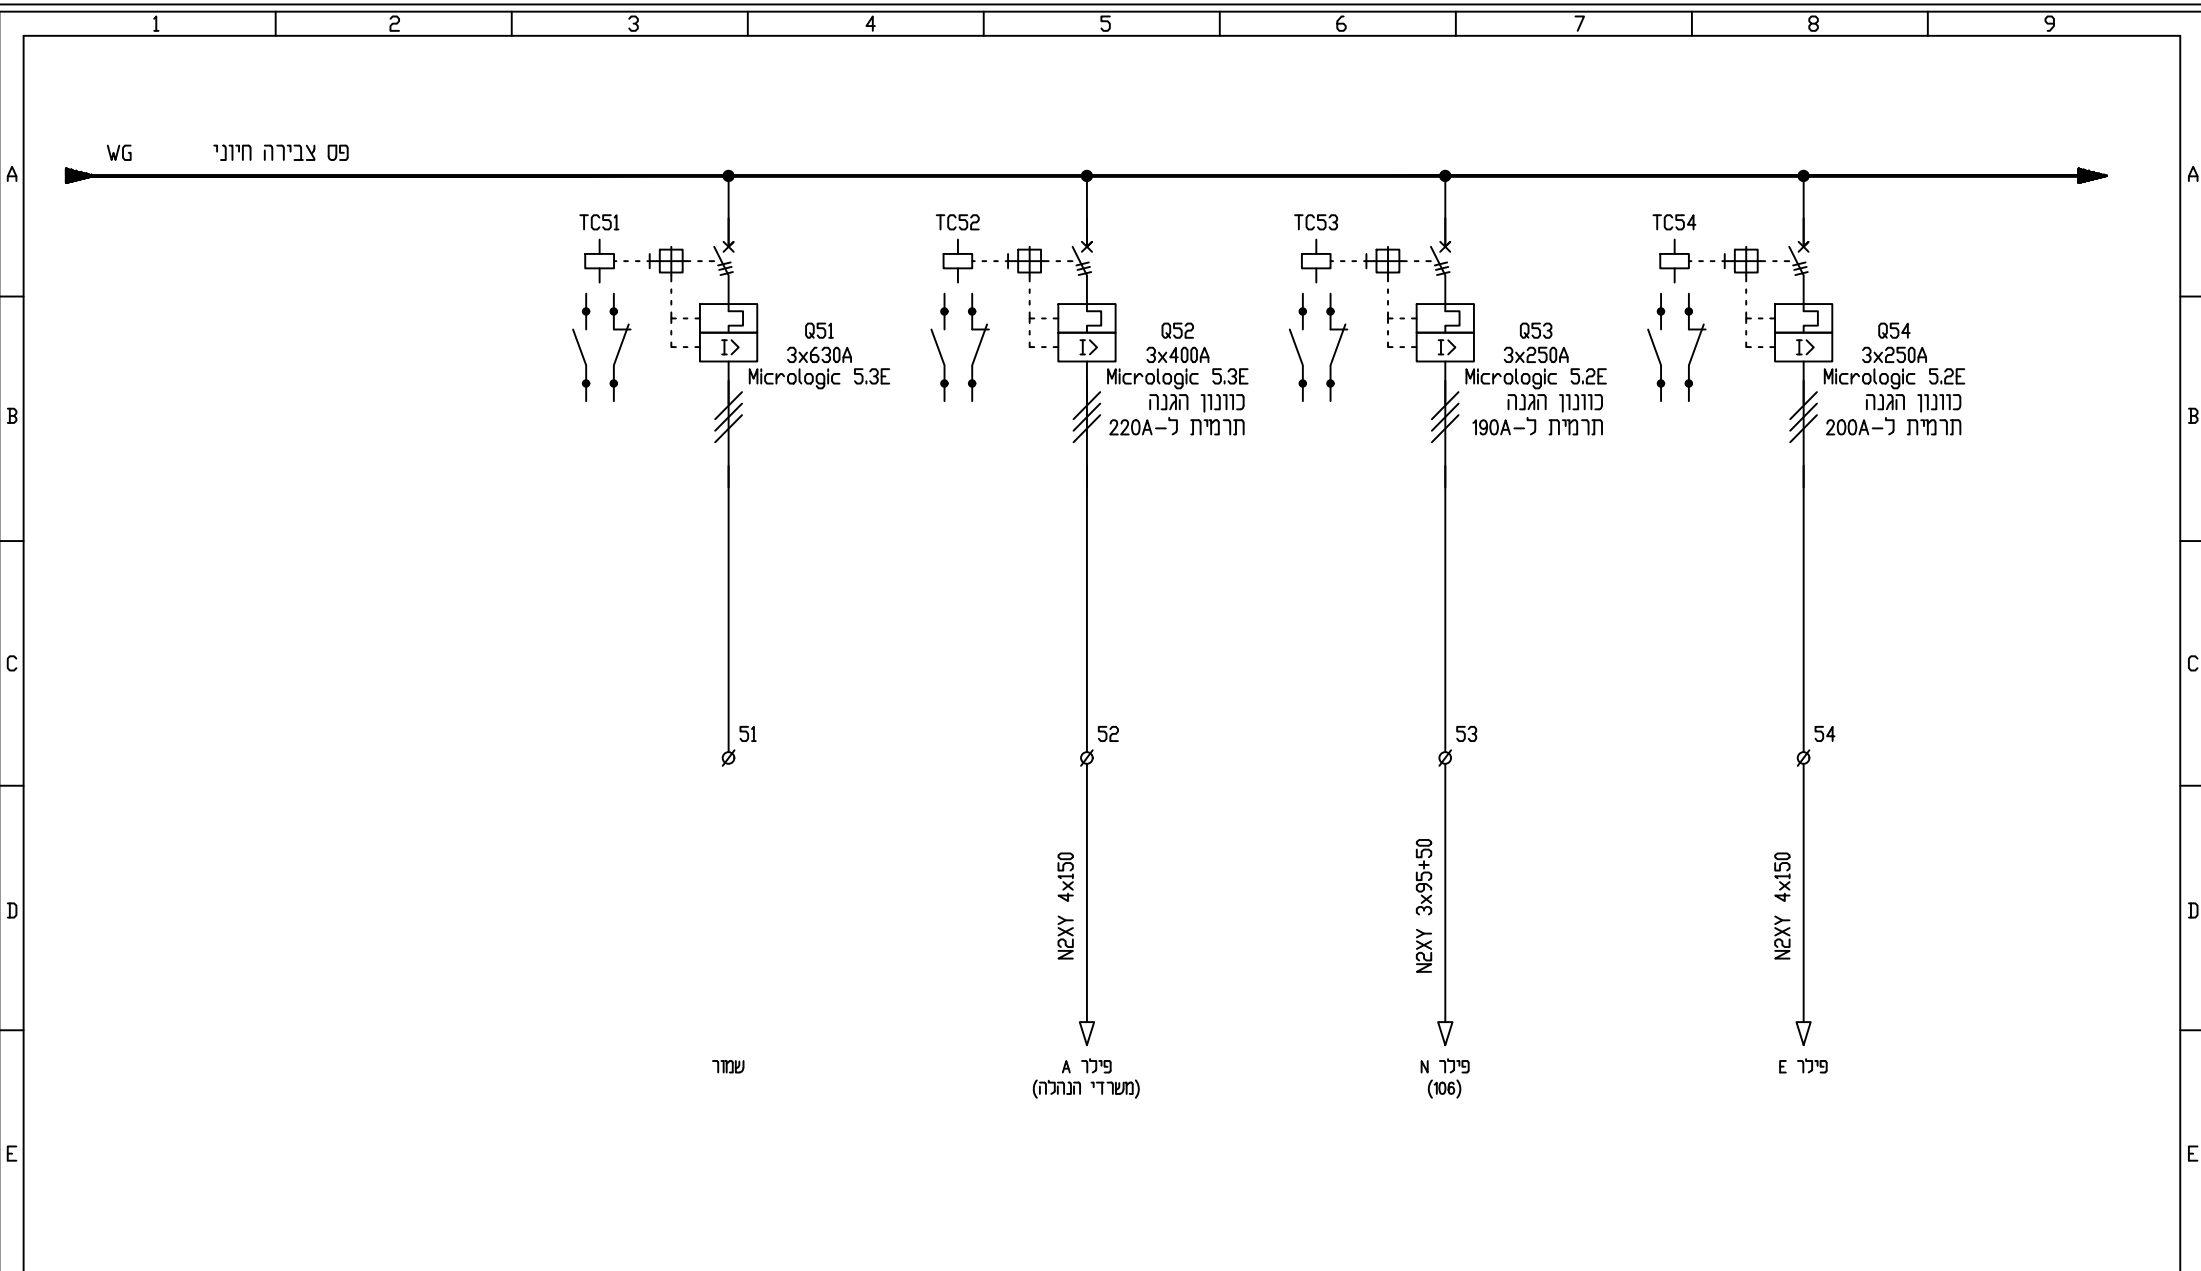 1 2 3 4 5 6 7 8 9
WG פס צבירה חיוני
A A
TC51 TC52 TC53 TC54
Q51
3x630A
Micrologic 5.3E
I>
Q52
3x400A
Micrologic 5.3E
כוונון הגנה
תרמית ל-220A
I>
Q53
3x250A
Micrologic 5.2E
כוונון הגנה
תרמית ל-190A
I>
Q54
3x250A
Micrologic 5.2E
כוונון הגנה
תרמית ל-200A
I>
B B
C C
51 52 53 54
D D
N2XY 4x150
N2XY 3x95+50
N2XY 4x150
שמור
פילר A
(משרדי הנהלה)
פילר N
(106)
פילר E
E E